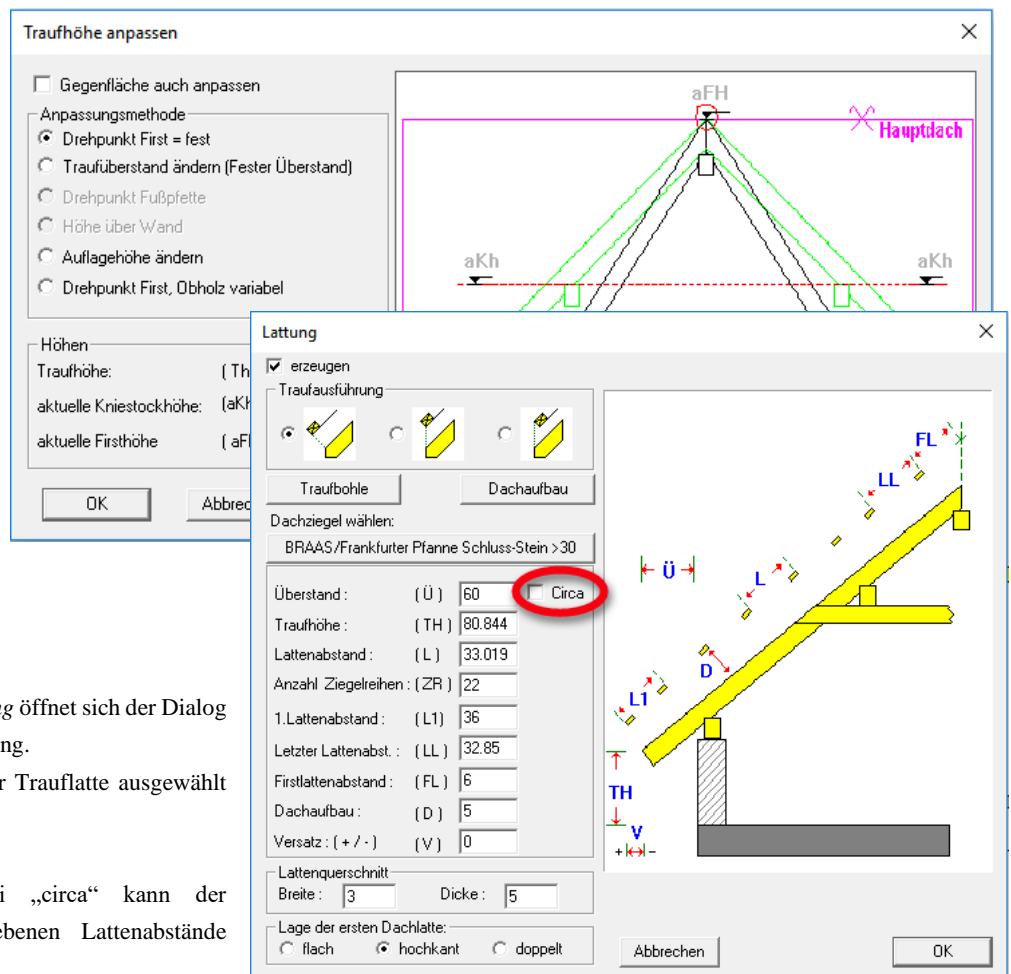 Traufhöhe anpassen
Gegenfläche auch anpassen
Anpassungsmethode
Drehpunkt First = fest
Traufüberstand ändern (Fester Überstand)
Drehpunkt Fußpfette
Höhe über Wand
Auflagehöhe ändern
Drehpunkt First, Obholz variabel
aFH
Hauptdach
aKh
aKh
Höhen
Traufhöhe: ( Th
aktuelle Kniestockhöhe: (aKh
aktuelle Firsthöhe ( aFH
OK
Abbrec
Lattung
erzeugen
Traufausführung
Traufbohle
Dachaufbau
Dachziegel wählen:
BRAAS/Frankfurter Pfanne Schluss-Stein >30
Überstand : ( Ü ) 60 Circa
Traufhöhe : ( TH ) 80.844
Lattenabstand : ( L ) 33.019
Anzahl Ziegelreihen : ( ZR ) 22
1.Lattenabstand : ( L1) 36
Letzter Lattenabst. : ( LL ) 32.85
Firstlattenabstand : ( FL ) 6
Dachaufbau : ( D ) 5
Versatz : ( + / - ) ( V ) 0
Lattenquerschnitt
Breite : 3 Dicke : 5
Lage der ersten Dachlatte:
flach hochkant doppelt
FL
LL
Ü
L
D
L1
TH
V
+ -
Abbrechen
OK
ng öffnet sich der Dialog
ng.
r Trauflatte ausgewählt
i „circa“ kann der
ebenen Lattenabstände